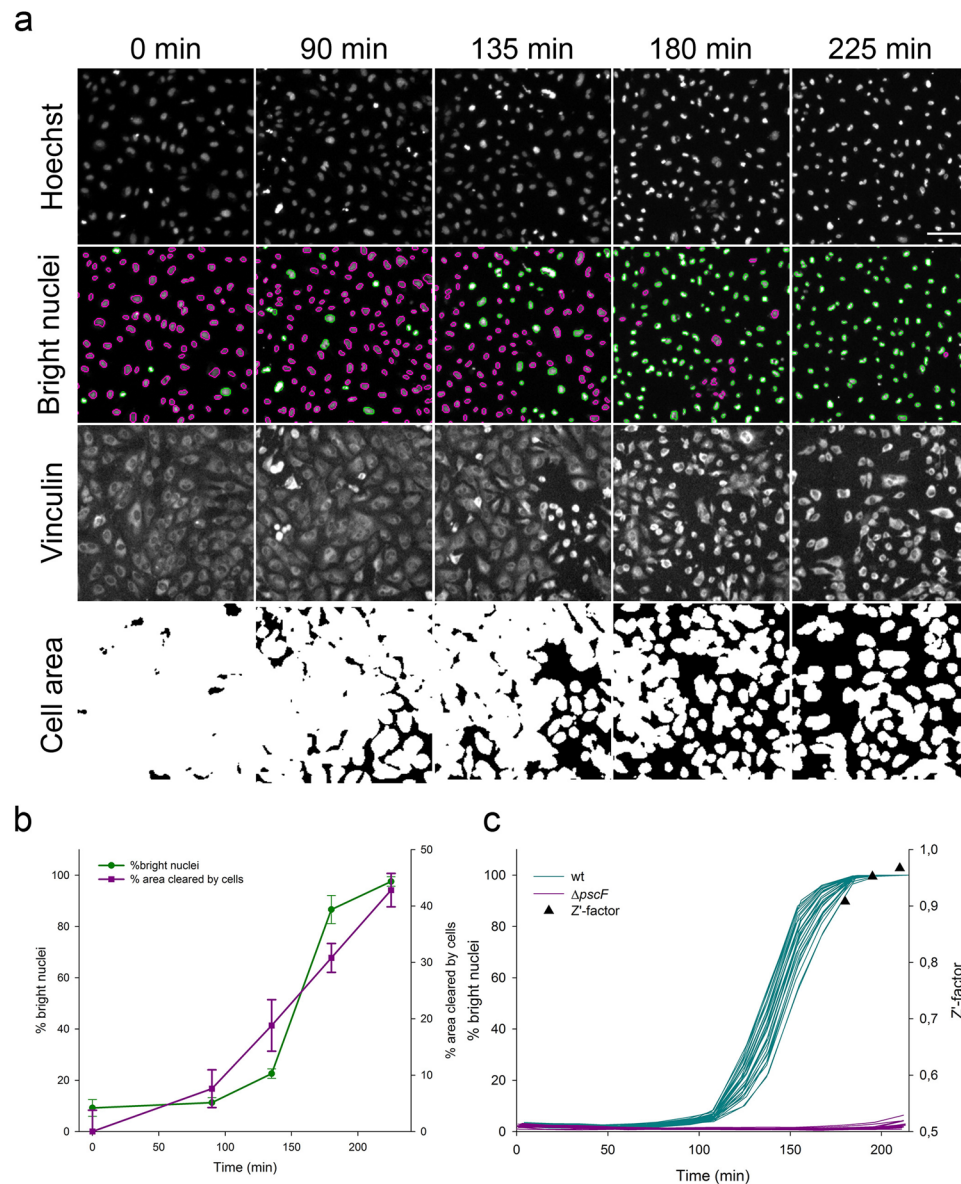 a
0 min 90 min 135 min 180 min 225 min
Hoechst
Bright nuclei
Vinculin
Cell area
b
%bright nuclei
% area cleared by cells
% bright nuclei
100
80
60
40
20
0
50
40
30
20
10
0
% area cleared by cells
0 50 100 150 200
Time (min)
c
wt
ΔpscF
Z'-factor
% bright nuclei
100
80
60
40
20
0
1,0
0,9
0,8
0,7
0,6
0,5
Z'-factor
0 50 100 150 200
Time (min)